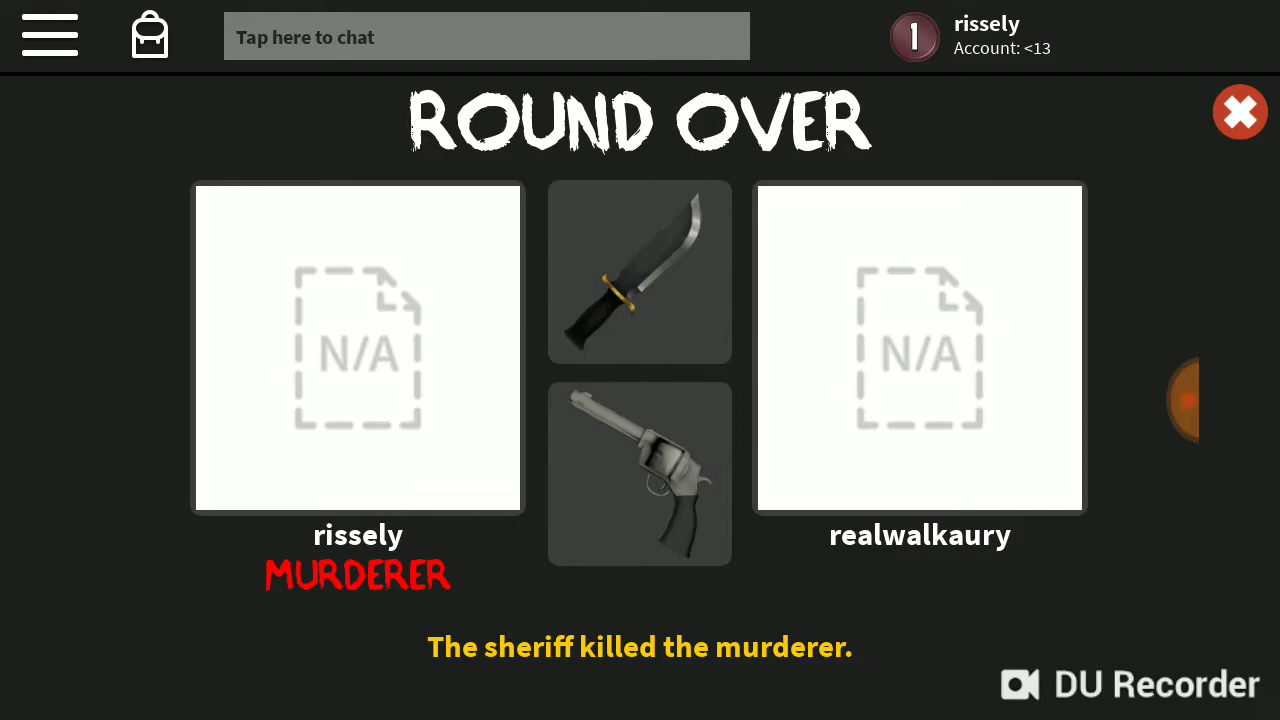 Tap here to chat
1
rissely
Account: <13
ROUND OVER
N/A
N/A
rissely
realwalkaury
MURDERER
The sheriff killed the murderer.
DU Recorder